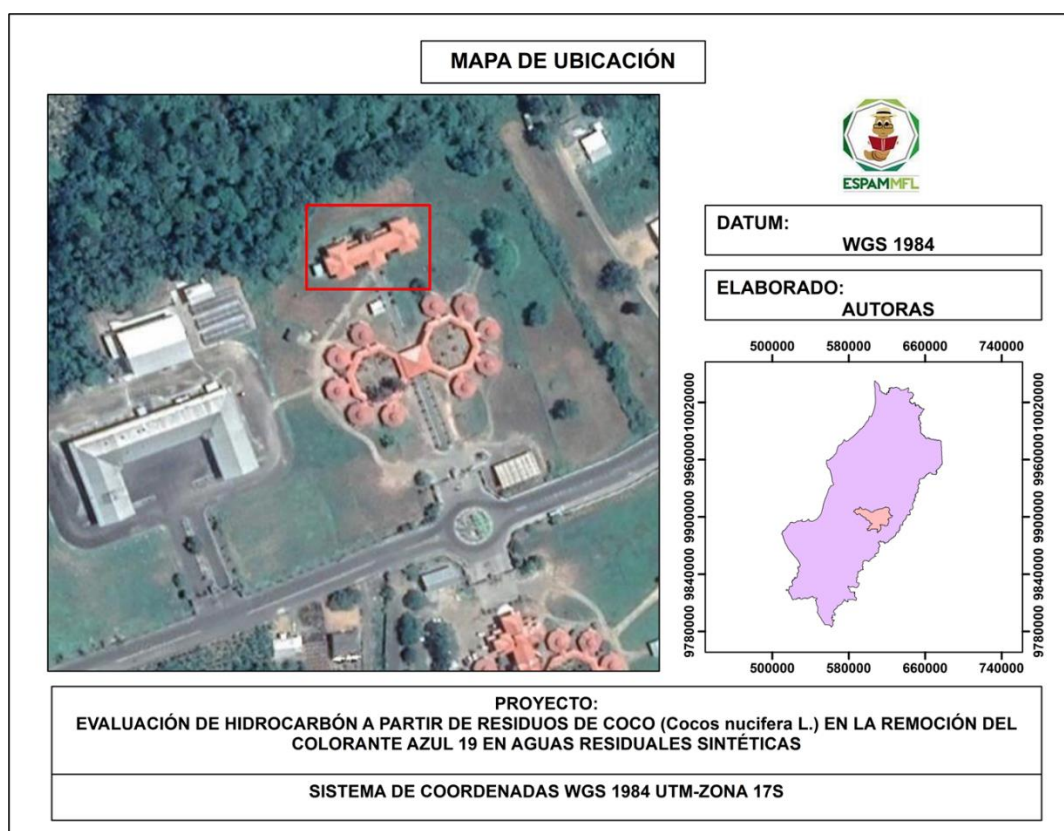 MAPA DE UBICACIÓN
ESPAMMFL
DATUM:
WGS 1984
ELABORADO:
AUTORAS
500000 580000 660000 740000
10020000
9960000
9900000
9840000
9780000
10020000
9960000
9900000
9840000
9780000
500000 580000 660000 740000
PROYECTO:
EVALUACIÓN DE HIDROCARBÓN A PARTIR DE RESIDUOS DE COCO (Cocos nucifera L.) EN LA REMOCIÓN DEL
COLORANTE AZUL 19 EN AGUAS RESIDUALES SINTÉTICAS
SISTEMA DE COORDENADAS WGS 1984 UTM-ZONA 17S